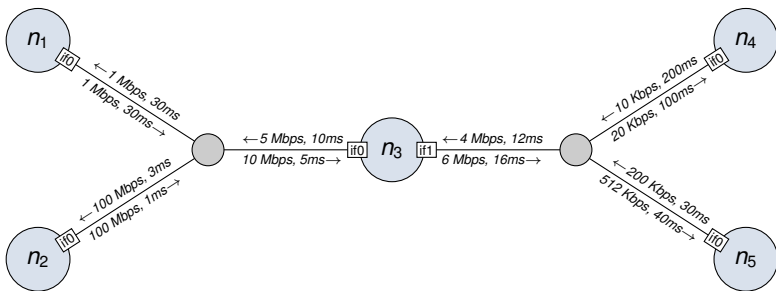 n1
if0
←1 Mbps, 30ms
1 Mbps, 30ms→
n2
if0
←100 Mbps, 3ms
100 Mbps, 1ms→
←5 Mbps, 10ms
10 Mbps, 5ms→
if0
n3
if1
←4 Mbps, 12ms
6 Mbps, 16ms→
n4
if0
←10 Kbps, 200ms
20 Kbps, 100ms→
←200 Kbps, 30ms
512 Kbps, 40ms→
if0
n5